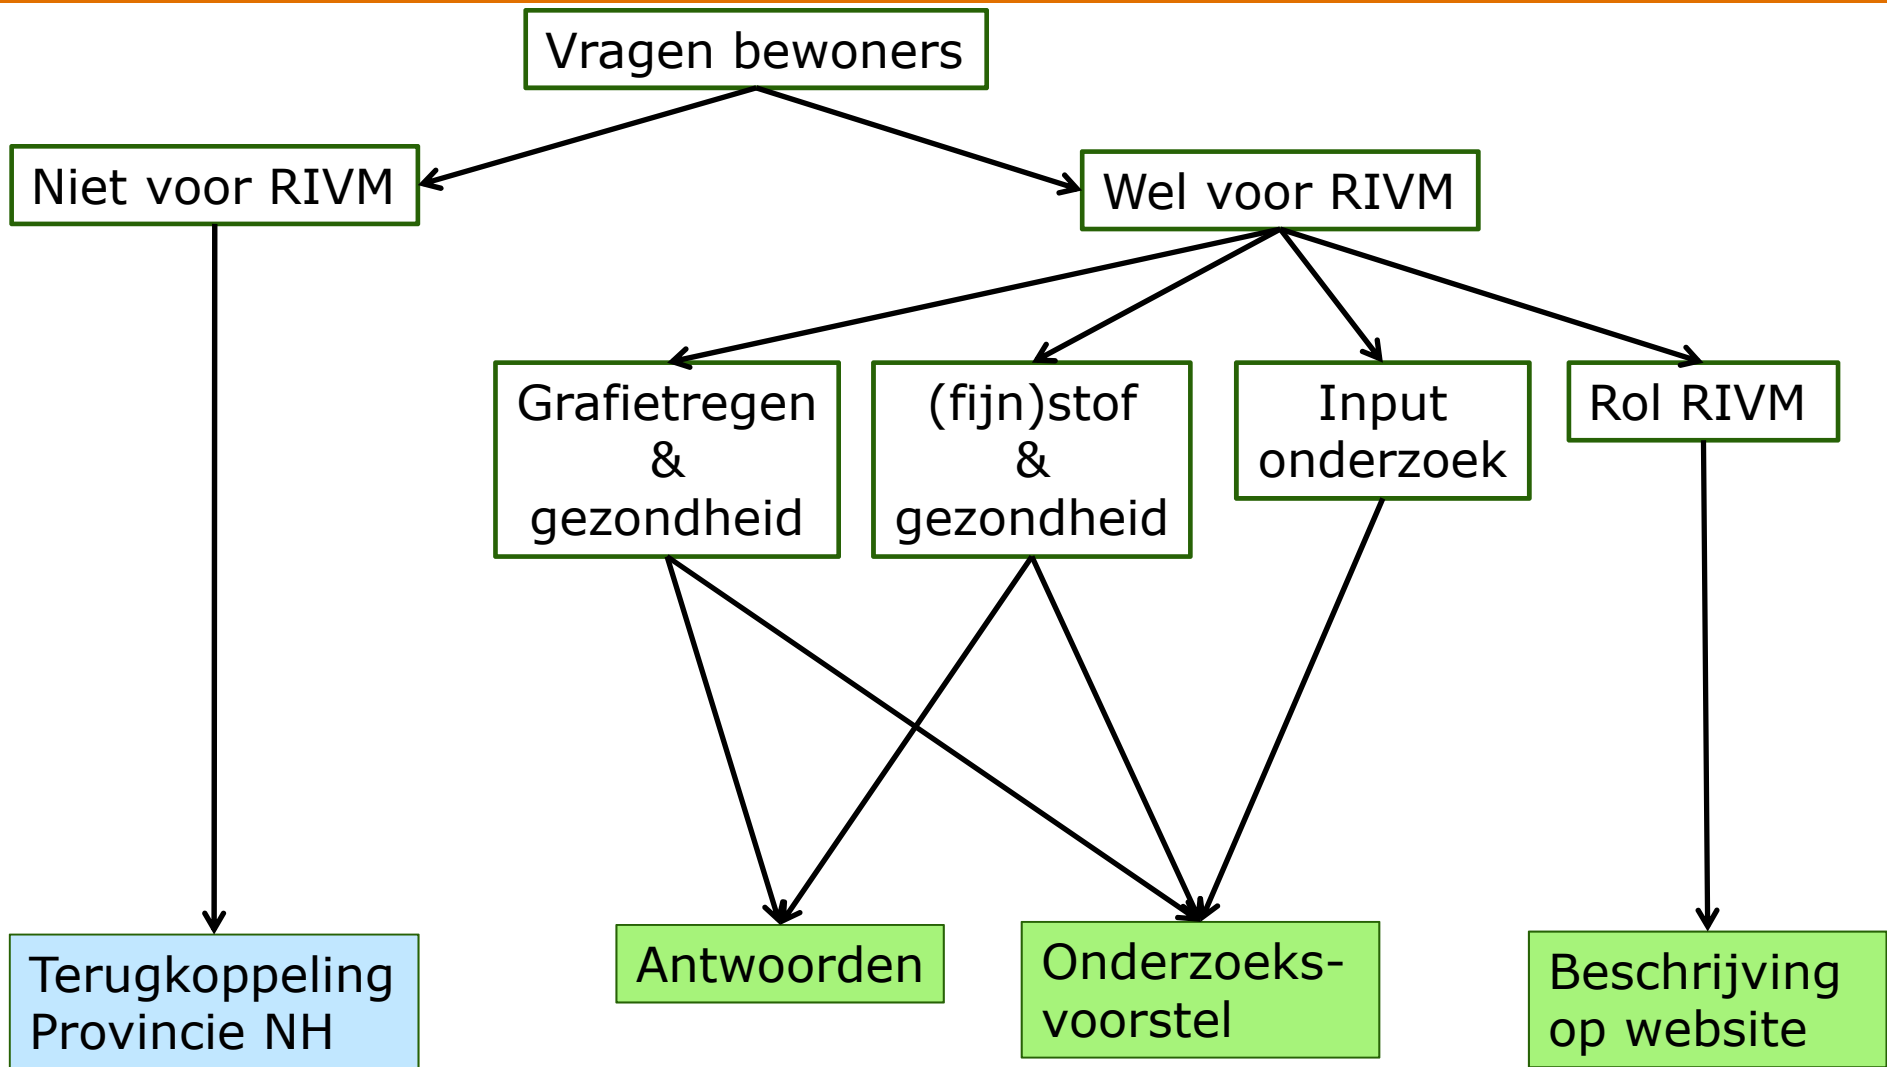 Vragen bewoners
Niet voor RIVM
Wel voor RIVM
Grafietregen
&
gezondheid
(fijn)stof
&
gezondheid
Input
onderzoek
Rol RIVM
Terugkoppeling
Provincie NH
Antwoorden
Onderzoeks-
voorstel
Beschrijving
op website